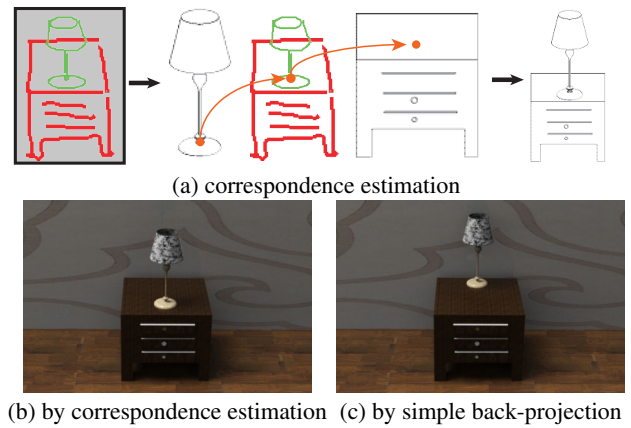 (a) correspondence estimation
(b) by correspondence estimation (c) by simple back-projection